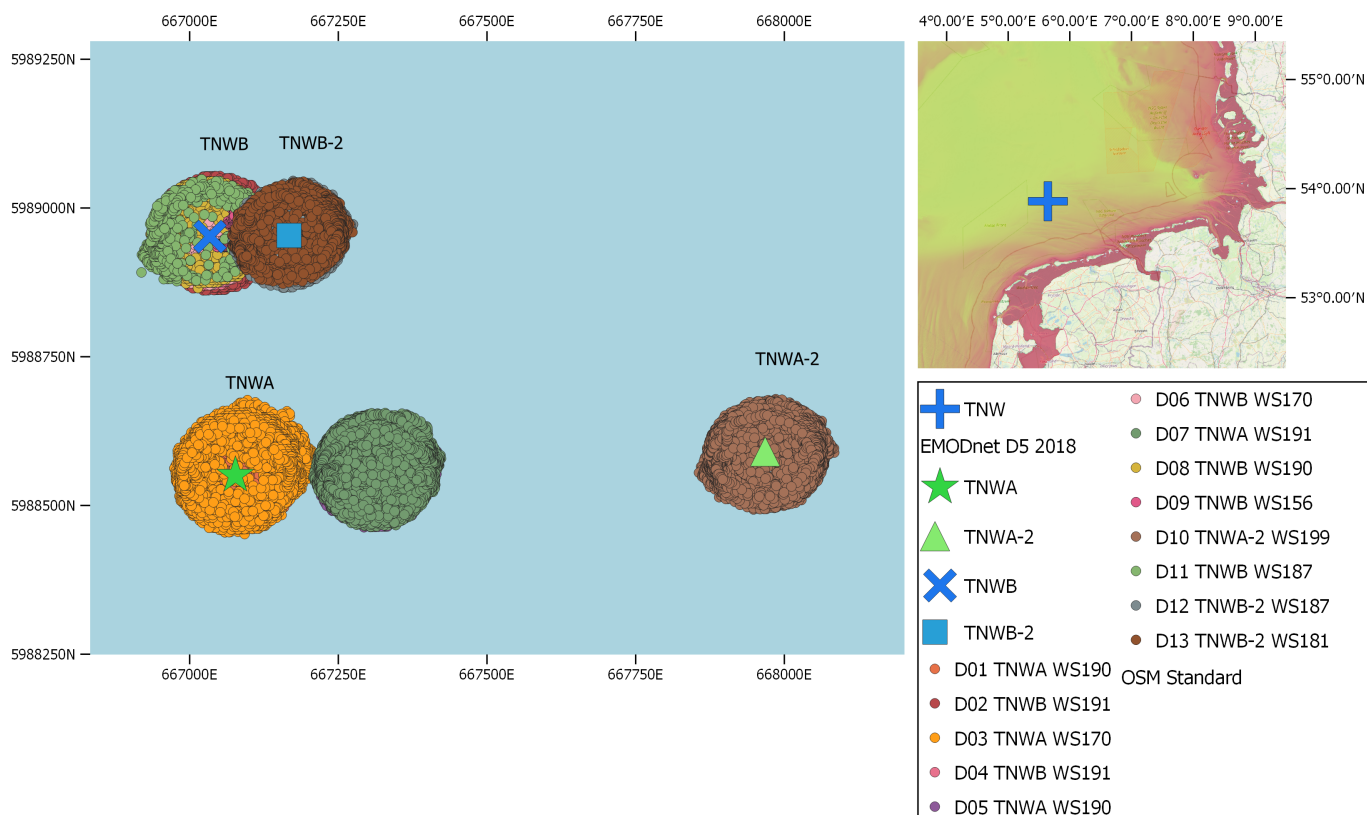 667000E 667250E 667500E 667750E 668000E
4°0.00′E 5°0.00′E 6°0.00′E 7°0.00′E 8°0.00′E 9°0.00′E
5989250N
5989000N
5988750N
5988500N
5988250N
TNWB TNWB-2
TNWA
TNWA-2
667000E 667250E 667500E 667750E 668000E
55°0.00′N
54°0.00′N
53°0.00′N
TNW
EMODnet D5 2018
TNWA
TNWA-2
TNWB
TNWB-2
D01 TNWA WS190
D02 TNWB WS191
D03 TNWA WS170
D04 TNWB WS191
D05 TNWA WS190
D06 TNWB WS170
D07 TNWA WS191
D08 TNWB WS190
D09 TNWB WS156
D10 TNWA-2 WS199
D11 TNWB WS187
D12 TNWB-2 WS187
D13 TNWB-2 WS181
OSM Standard